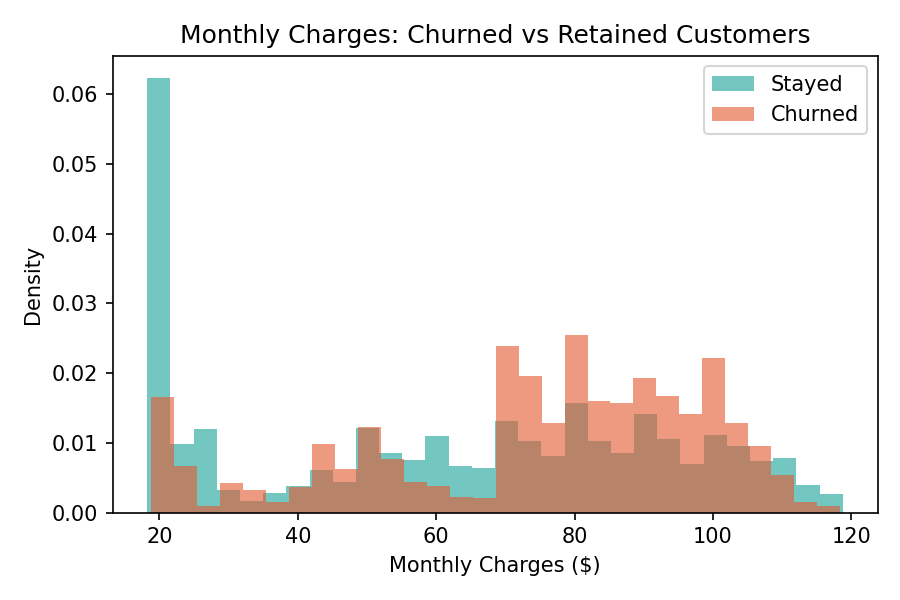 Monthly Charges: Churned vs Retained Customers
Stayed
Churned
Density
0.06
0.05
0.04
0.03
0.02
0.01
0.00
20 40 60 80 100 120
Monthly Charges ($)